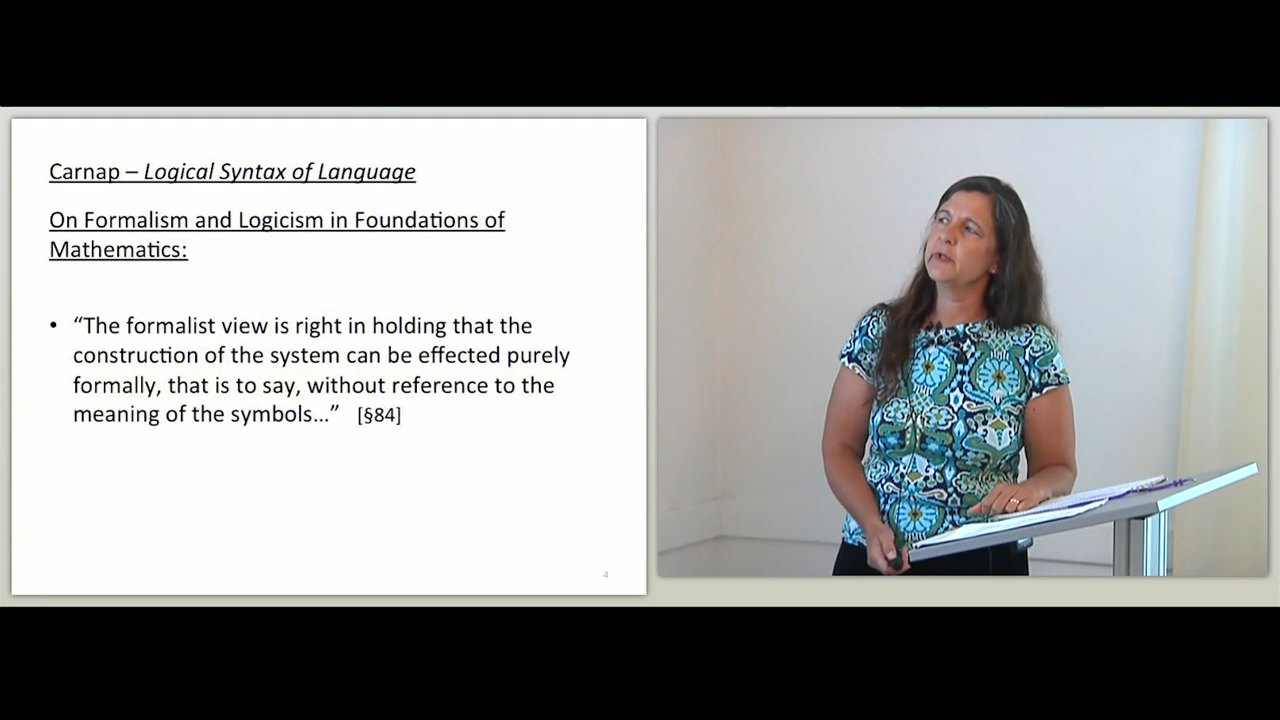 Carnap – Logical Syntax of Language
On Formalism and Logicism in Foundations of
Mathematics:
• “The formalist view is right in holding that the
construction of the system can be effected purely
formally, that is to say, without reference to the
meaning of the symbols...” [§84]
4